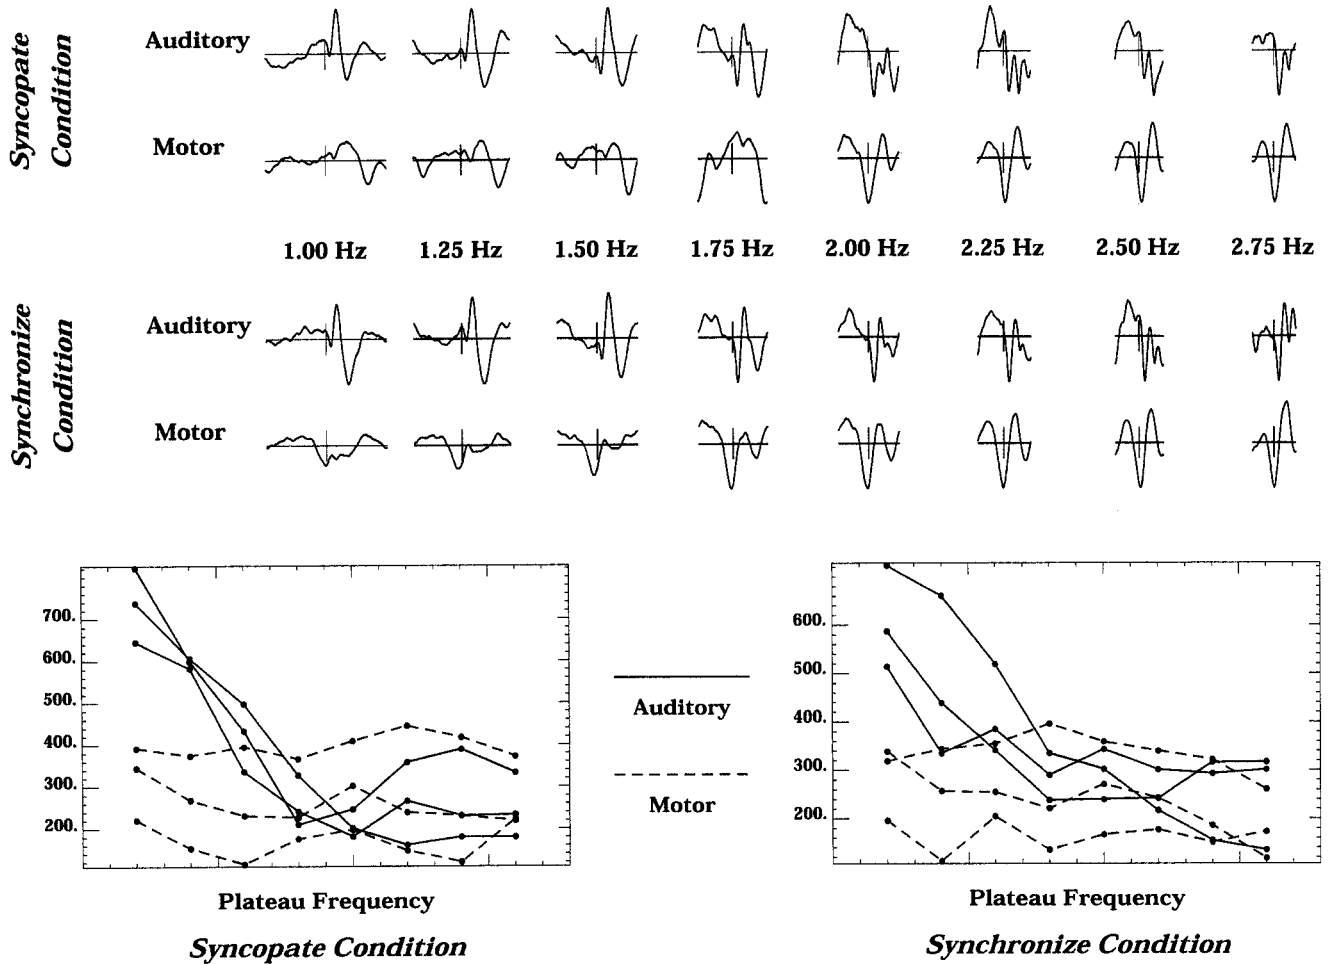 Syncopate
Condition
Auditory
Motor
1.00 Hz 1.25 Hz 1.50 Hz 1.75 Hz 2.00 Hz 2.25 Hz 2.50 Hz 2.75 Hz
Synchronize
Condition
Auditory
Motor
700.
600.
500.
400.
300.
200.
Plateau Frequency
Syncopate Condition
Auditory
Motor
600.
500.
400.
300.
200.
Plateau Frequency
Synchronize Condition